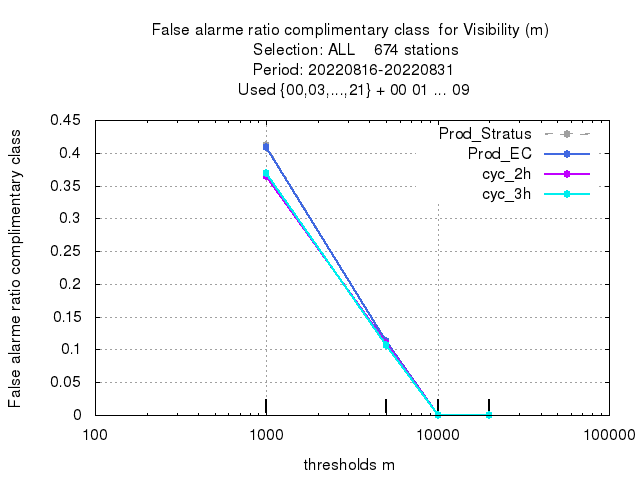 False alarme ratio complimentary class for Visibility (m)
Selection: ALL 674 stations
Period: 20220816-20220831
Used {00,03,...,21} + 00 01 ... 09
False alarme ratio complimentary class
0.45
0.4
0.35
0.3
0.25
0.2
0.15
0.1
0.05
0
Prod_Stratus
Prod_EC
cyc_2h
cyc_3h
100
1000
10000
100000
thresholds m